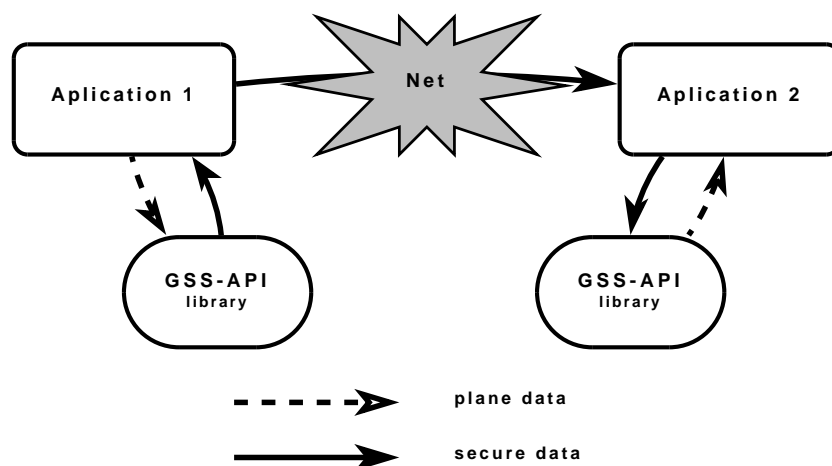 Aplication 1
Net
Aplication 2
GSS-API
library
GSS-API
library
plane data
secure data